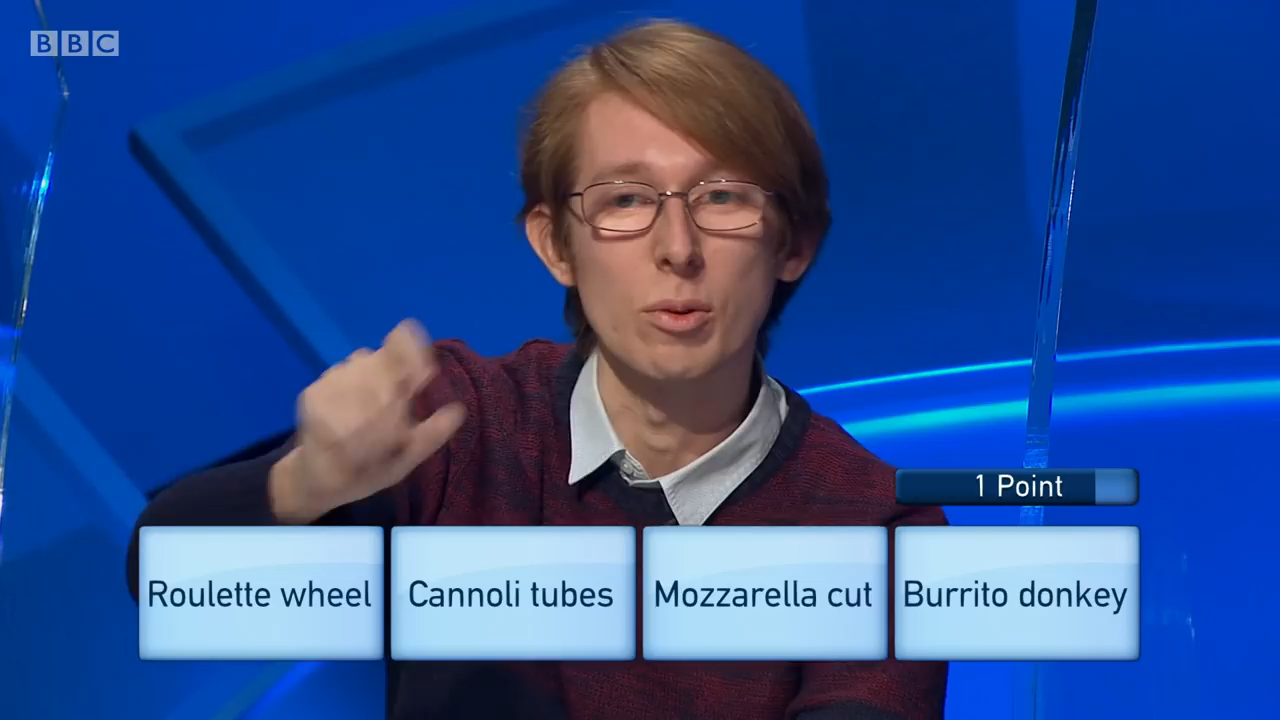 BBC
1 Point
Roulette wheel
Cannoli tubes
Mozzarella cut
Burrito donkey